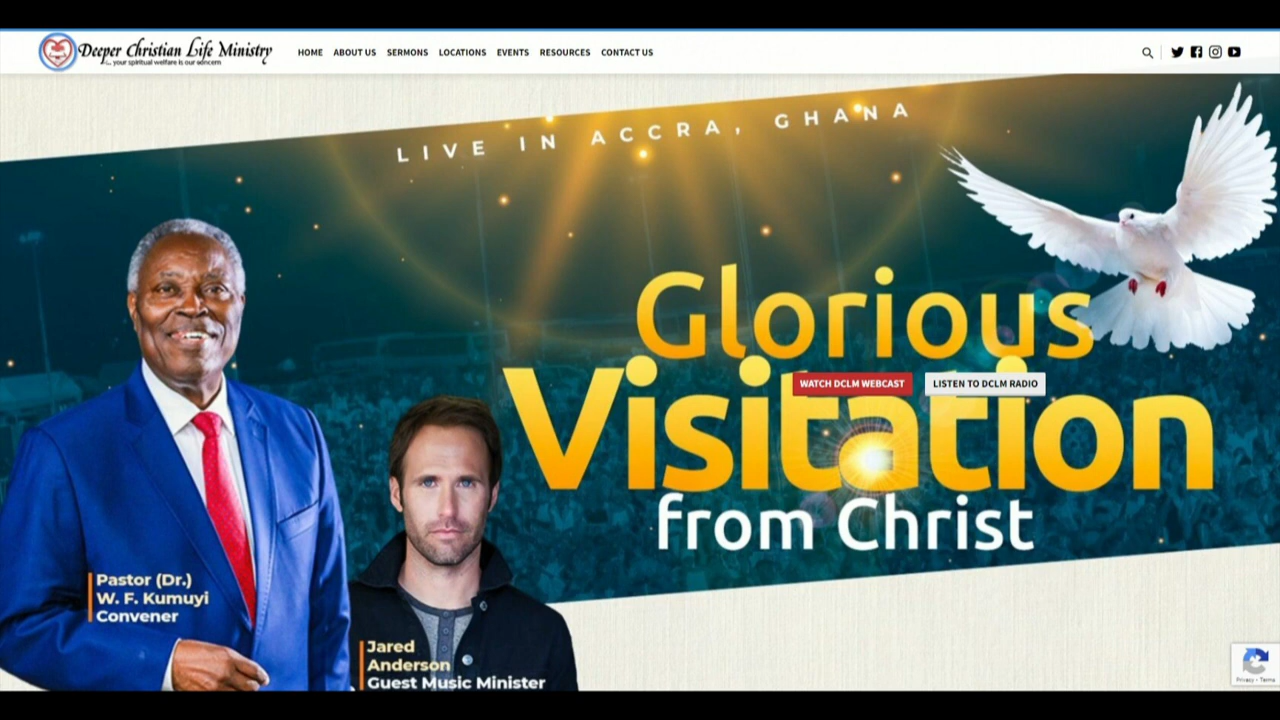 Deeper Christian Life Ministry
... your spiritual welfare is our concern
HOME ABOUT US SERMONS LOCATIONS EVENTS RESOURCES CONTACT US
LIVE IN ACCRA, GHANA
Glorious
Visitation
from Christ
WATCH DCLM WEBCAST LISTEN TO DCLM RADIO
Pastor (Dr.)
W. F. Kumuyi
Convener
Jared
Anderson
Guest Music Minister
Privacy - Terms